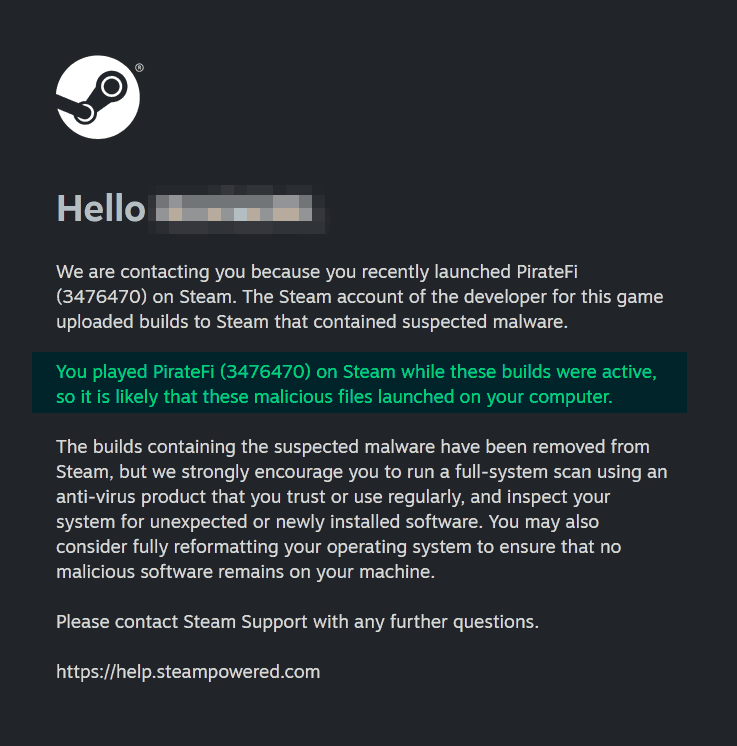 ®
Hello
We are contacting you because you recently launched PirateFi
(3476470) on Steam. The Steam account of the developer for this game
uploaded builds to Steam that contained suspected malware.
You played PirateFi (3476470) on Steam while these builds were active,
so it is likely that these malicious files launched on your computer.
The builds containing the suspected malware have been removed from
Steam, but we strongly encourage you to run a full-system scan using an
anti-virus product that you trust or use regularly, and inspect your
system for unexpected or newly installed software. You may also
consider fully reformatting your operating system to ensure that no
malicious software remains on your machine.
Please contact Steam Support with any further questions.
https://help.steampowered.com